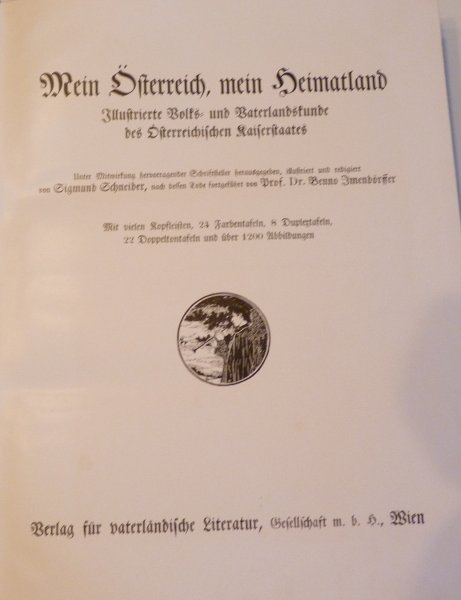 Mein Österreich, mein Heimatland
Illustrierte Volks- und Vaterlandskunde
des Österreichischen Kaiserstaates
Unter Mitwirkung hervorragender Schriftsteller herausgegeben, illustriert und redigiert
von Sigmund Schneider, nach dessen Tode fortgeführt von Prof. Dr. Benno Imendörffer
Mit vielen Kopfleisten, 24 Farbentafeln, 8 Duplextafeln,
22 Doppeltontafeln und über 1200 Abbildungen
Verlag für vaterländische Literatur, Gesellschaft m. b. H., Wien